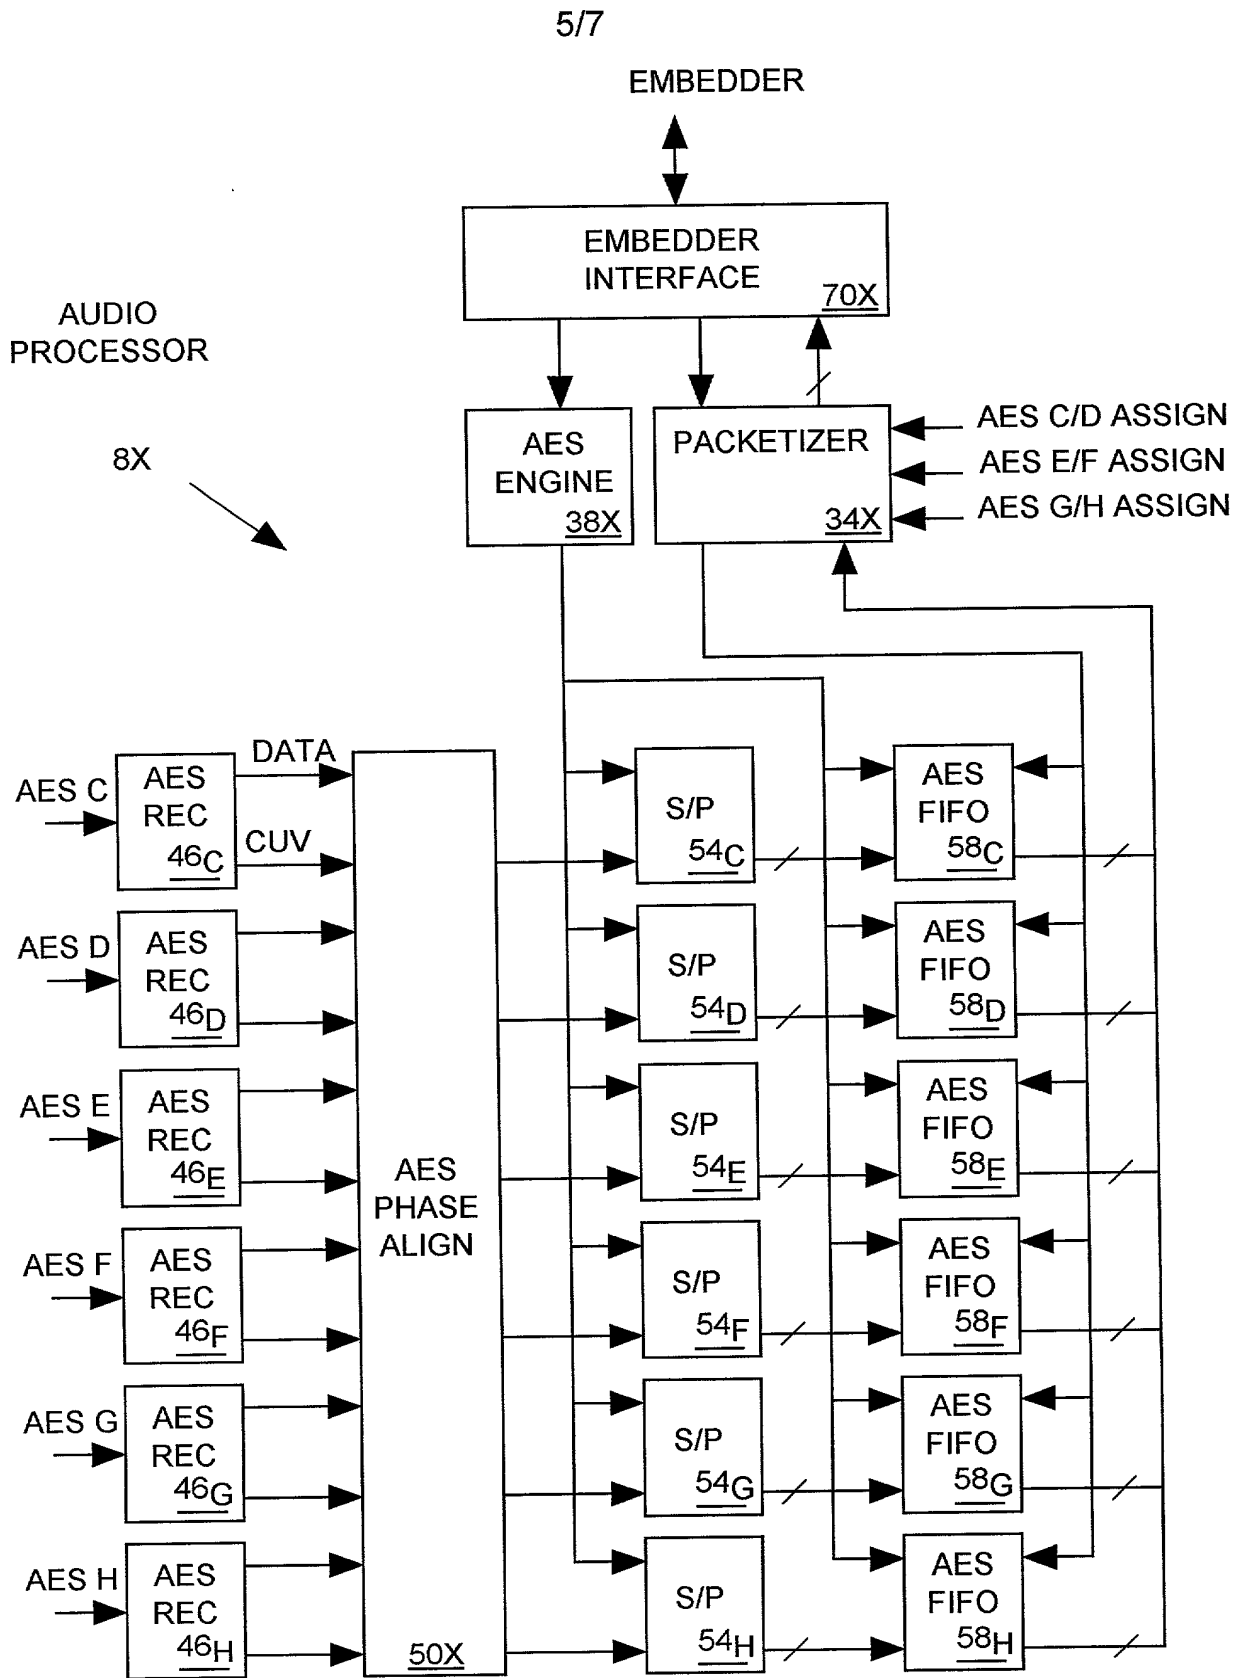 5/7
EMBEDDER
EMBEDDER
INTERFACE
70X
AUDIO
PROCESSOR
8X
AES
ENGINE
38X
PACKETIZER
34X
AES C/D ASSIGN
AES E/F ASSIGN
AES G/H ASSIGN
AES C
AES
REC
46C
DATA
CUV
S/P
54C
AES
FIFO
58C
AES D
AES
REC
46D
S/P
54D
AES
FIFO
58D
AES E
AES
REC
46E
S/P
54E
AES
FIFO
58E
AES
PHASE
ALIGN
50X
AES F
AES
REC
46F
S/P
54F
AES
FIFO
58F
AES G
AES
REC
46G
S/P
54G
AES
FIFO
58G
AES H
AES
REC
46H
S/P
54H
AES
FIFO
58H